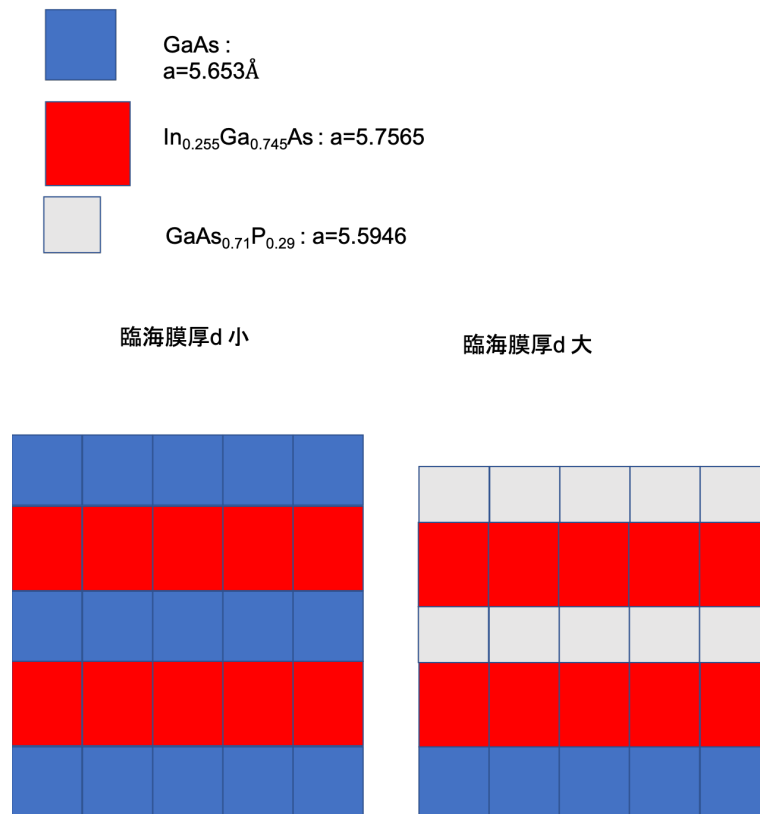 GaAs :
a=5.653Å
In0.255Ga0.745As : a=5.7565
GaAs0.71P0.29 : a=5.5946
臨海膜厚d 小
臨海膜厚d 大